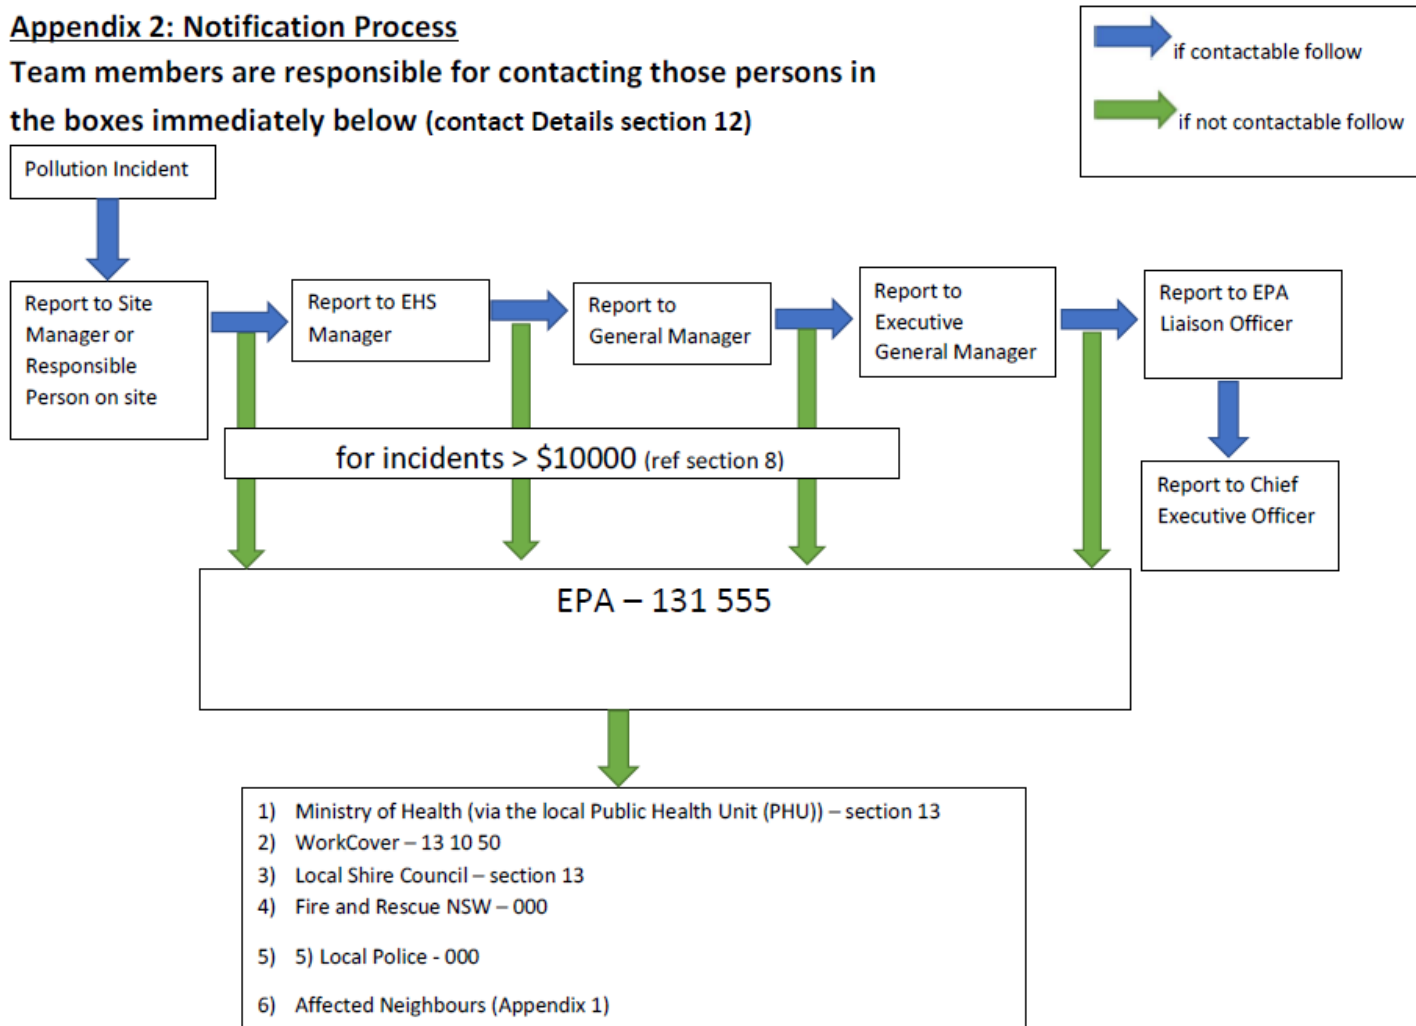 Appendix 2: Notification Process
Team members are responsible for contacting those persons in
the boxes immediately below (contact Details section 12)
if contactable follow
if not contactable follow
Pollution Incident
Report to Site
Manager or
Responsible
Person on site
Report to EHS
Manager
Report to
General Manager
Report to
Executive
General Manager
Report to EPA
Liaison Officer
for incidents > $10000 (ref section 8)
Report to Chief
Executive Officer
EPA – 131 555
1) Ministry of Health (via the local Public Health Unit (PHU)) – section 13
2) WorkCover – 13 10 50
3) Local Shire Council – section 13
4) Fire and Rescue NSW – 000
5) 5) Local Police - 000
6) Affected Neighbours (Appendix 1)